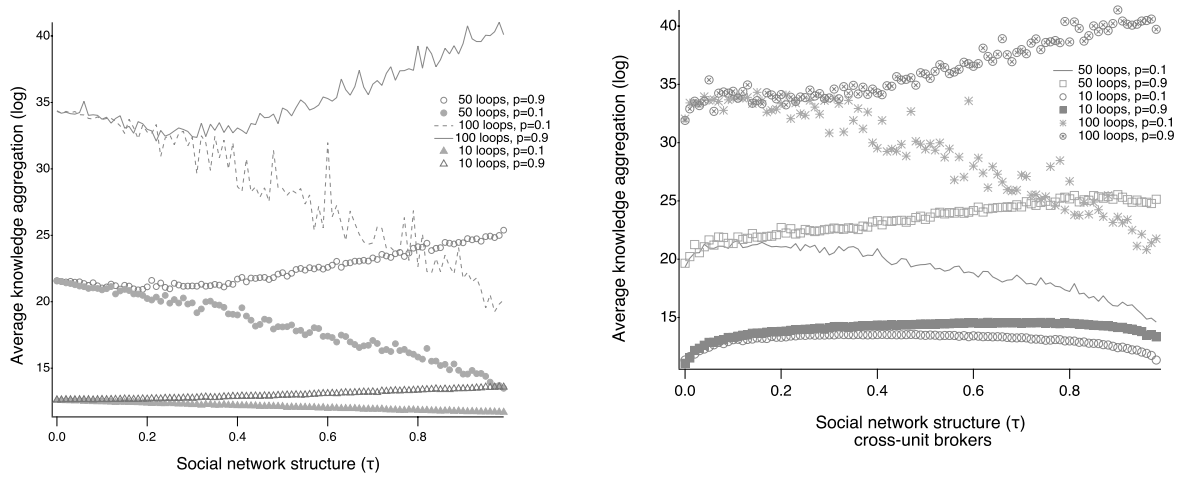 Average knowledge aggregation (log)
40
35
30
25
20
15
0.0
0.2
0.4
0.6
0.8
Social network structure (τ)
50 loops, p=0.9
50 loops, p=0.1
100 loops, p=0.1
100 loops, p=0.9
10 loops, p=0.1
10 loops, p=0.9
Average knowledge aggregation (log)
40
35
30
25
20
15
0.0
0.2
0.4
0.6
0.8
Social network structure (τ)
cross-unit brokers
50 loops, p=0.1
50 loops, p=0.9
10 loops, p=0.1
10 loops, p=0.9
100 loops, p=0.1
100 loops, p=0.9